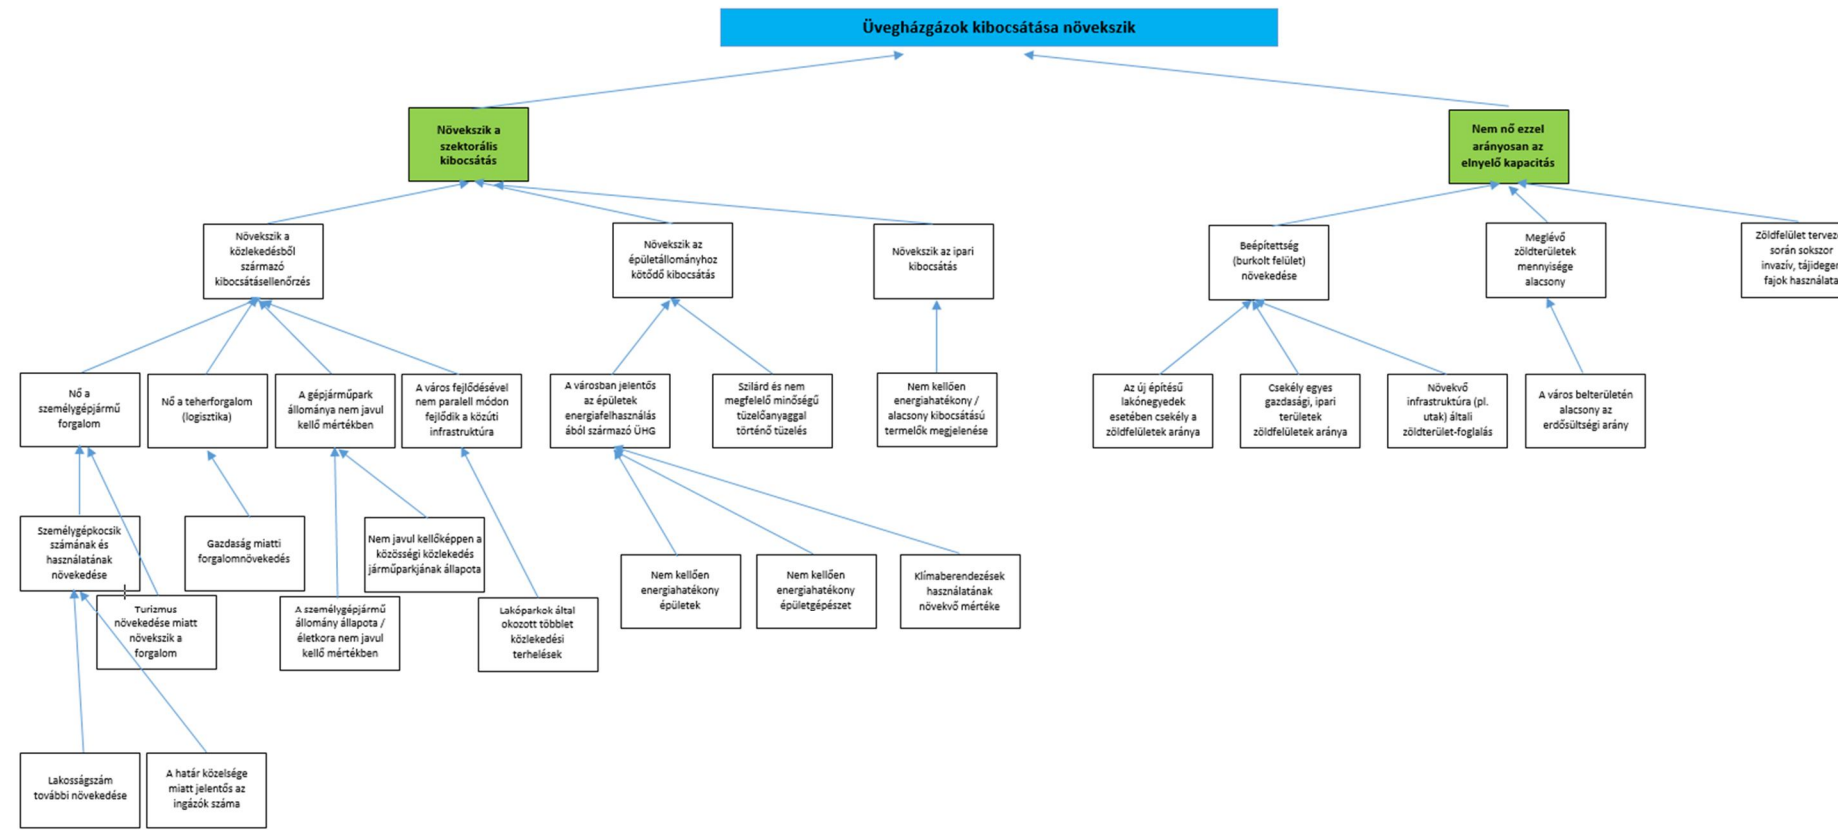 Üvegházgázok kibocsátása növekszik
Növekszik a
szektorális
kibocsátás
Nem nő ezzel
arányosan az
elnyelő kapacitás
Növekszik a
közlekedésből
származó
kibocsátásellenőrzés
Növekszik az
épületállományhoz
kötődő kibocsátás
Növekszik az ipari
kibocsátás
Beépítettség
(burkolt felület)
növekedése
Meglévő
zöldterületek
mennyisége
alacsony
Zöldfelület
során sokszor
invazív,
fajok
Nő a
személygépjármű
forgalom
Nő a teherforgalom
(logisztika)
A gépjárműpark
állománya nem javul
kellő mértékben
A város fejlődésével
nem paralell módon
fejlődik a közúti
infrastruktúra
A városban jelentős
az épületek
energiafelhasználás
ából származó ÜHG
Szilárd és nem
megfelelő minőségű
tüzelőanyaggal
történő tüzelés
Nem kellően
energiahatékony /
alacsony kibocsátású
termelők megjelenése
Az új építésű
lakónegyedek
esetében csekély a
zöldfelületek aránya
Csekély egyes
gazdasági, ipari
területek
zöldfelületek aránya
Növekvő
infrastruktúra (pl.
utak) általi
zöldterület-foglalás
A város belterületén
alacsony az
erdősültségi arány
Személygépkocsik
számának és
használatának
növekedése
Gazdaság miatti
forgalomnövekedés
Nem javul kellőképpen a
közösségi közlekedés
járműparkjának állapota
Turizmus
növekedése miatt
növekszik a
forgalom
A személygépjármű
állomány állapota /
életkora nem javul
kellő mértékben
Lakóparkok által
okozott többlet
közlekedési
terhelések
Nem kellően
energiahatékony
épületek
Nem kellően
energiahatékony
épületgépészet
Klímaberendezések
használatának
növekvő mértéke
Lakosságszám
további növekedése
A határ közelsége
miatt jelentős az
ingázók száma